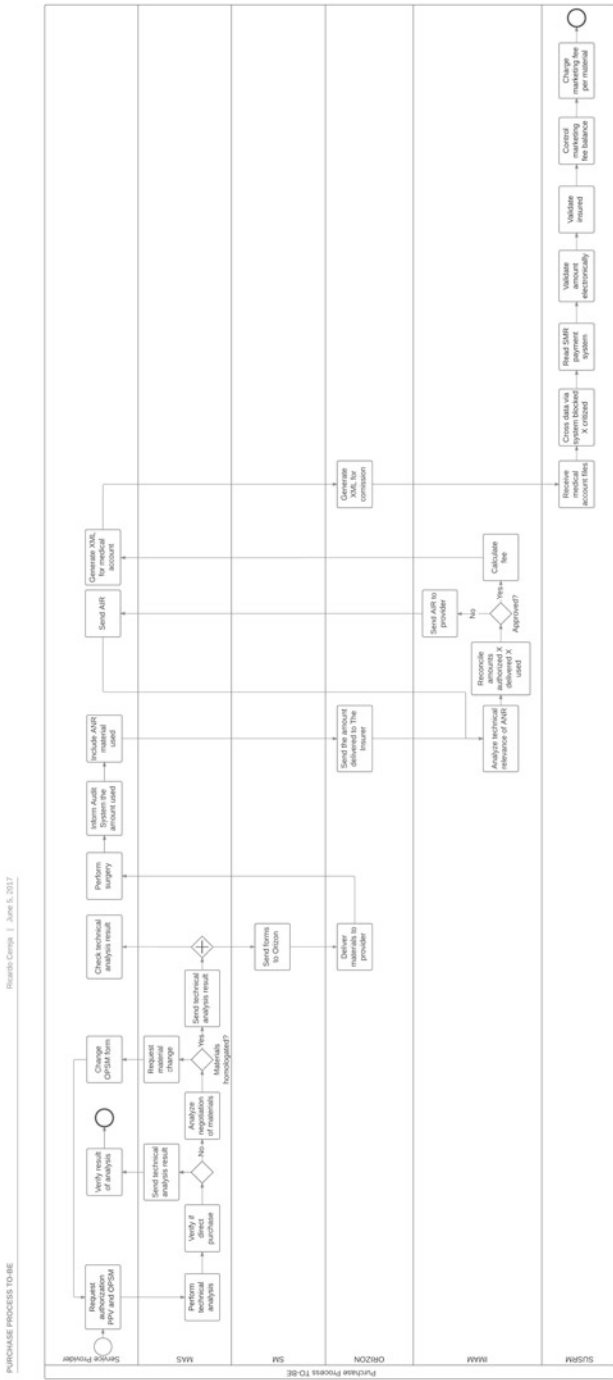 PURCHASE PROCESS TO-BE
Ricardo Cereja | June 5, 2017
Purchase Process TO-BE
Service Provider
Request
authorization
PPV and OPSM
Verify result
of analysis
Change
OPSM form
Check technical
analysis result
Perform
surgery
Inform Audit
System the
amount used
Include ANR
material
used
Send AIR
Generate XML
for medical
account
MAS
Perform
technical
analysis
Verify if
direct
purchase
Send technical
analysis result
No
Analyze
negotiation
of materials
Request
material
change
Materials
homologated?
Yes
Send technical
analysis result
SM
Send forms
to Orizon
ORIZON
Deliver
materials to
provider
Send the amount
delivered to The
Insurer
Generate
XML for
comission
IMAM
Analyze technical
relevance of ANR
Reconcile
amounts
authorized X
delivered X
used
Send AIR to
provider
No
Approved?
Yes
Calculate
fee
SUSRM
Receive
medical
account files
Cross data via
system blocked
X critized
Read SMR
payment
system
Validate
amount
electronically
Validate
insured
Control
marketing
fee balance
Charge
marketing fee
per material